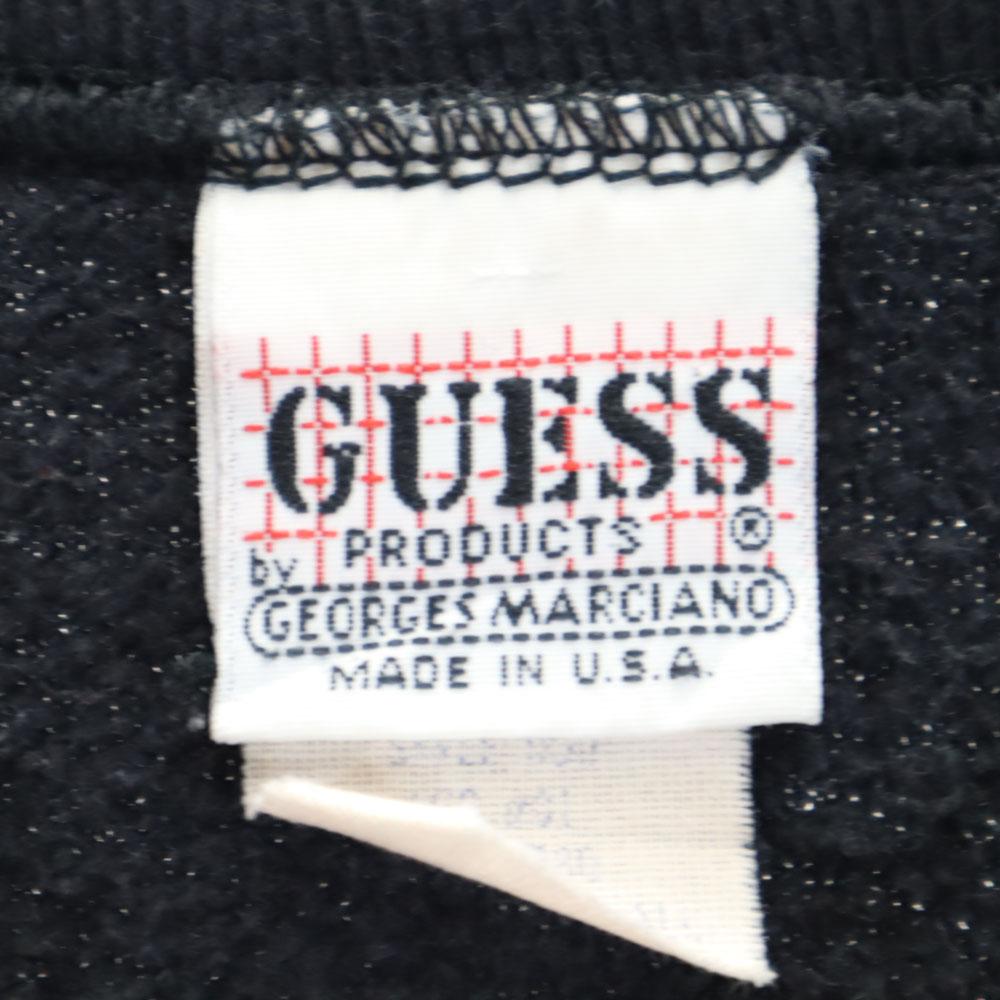 GUESS
PRODUCTS ®
by
GEORGES MARCIANO
MADE IN U.S.A.